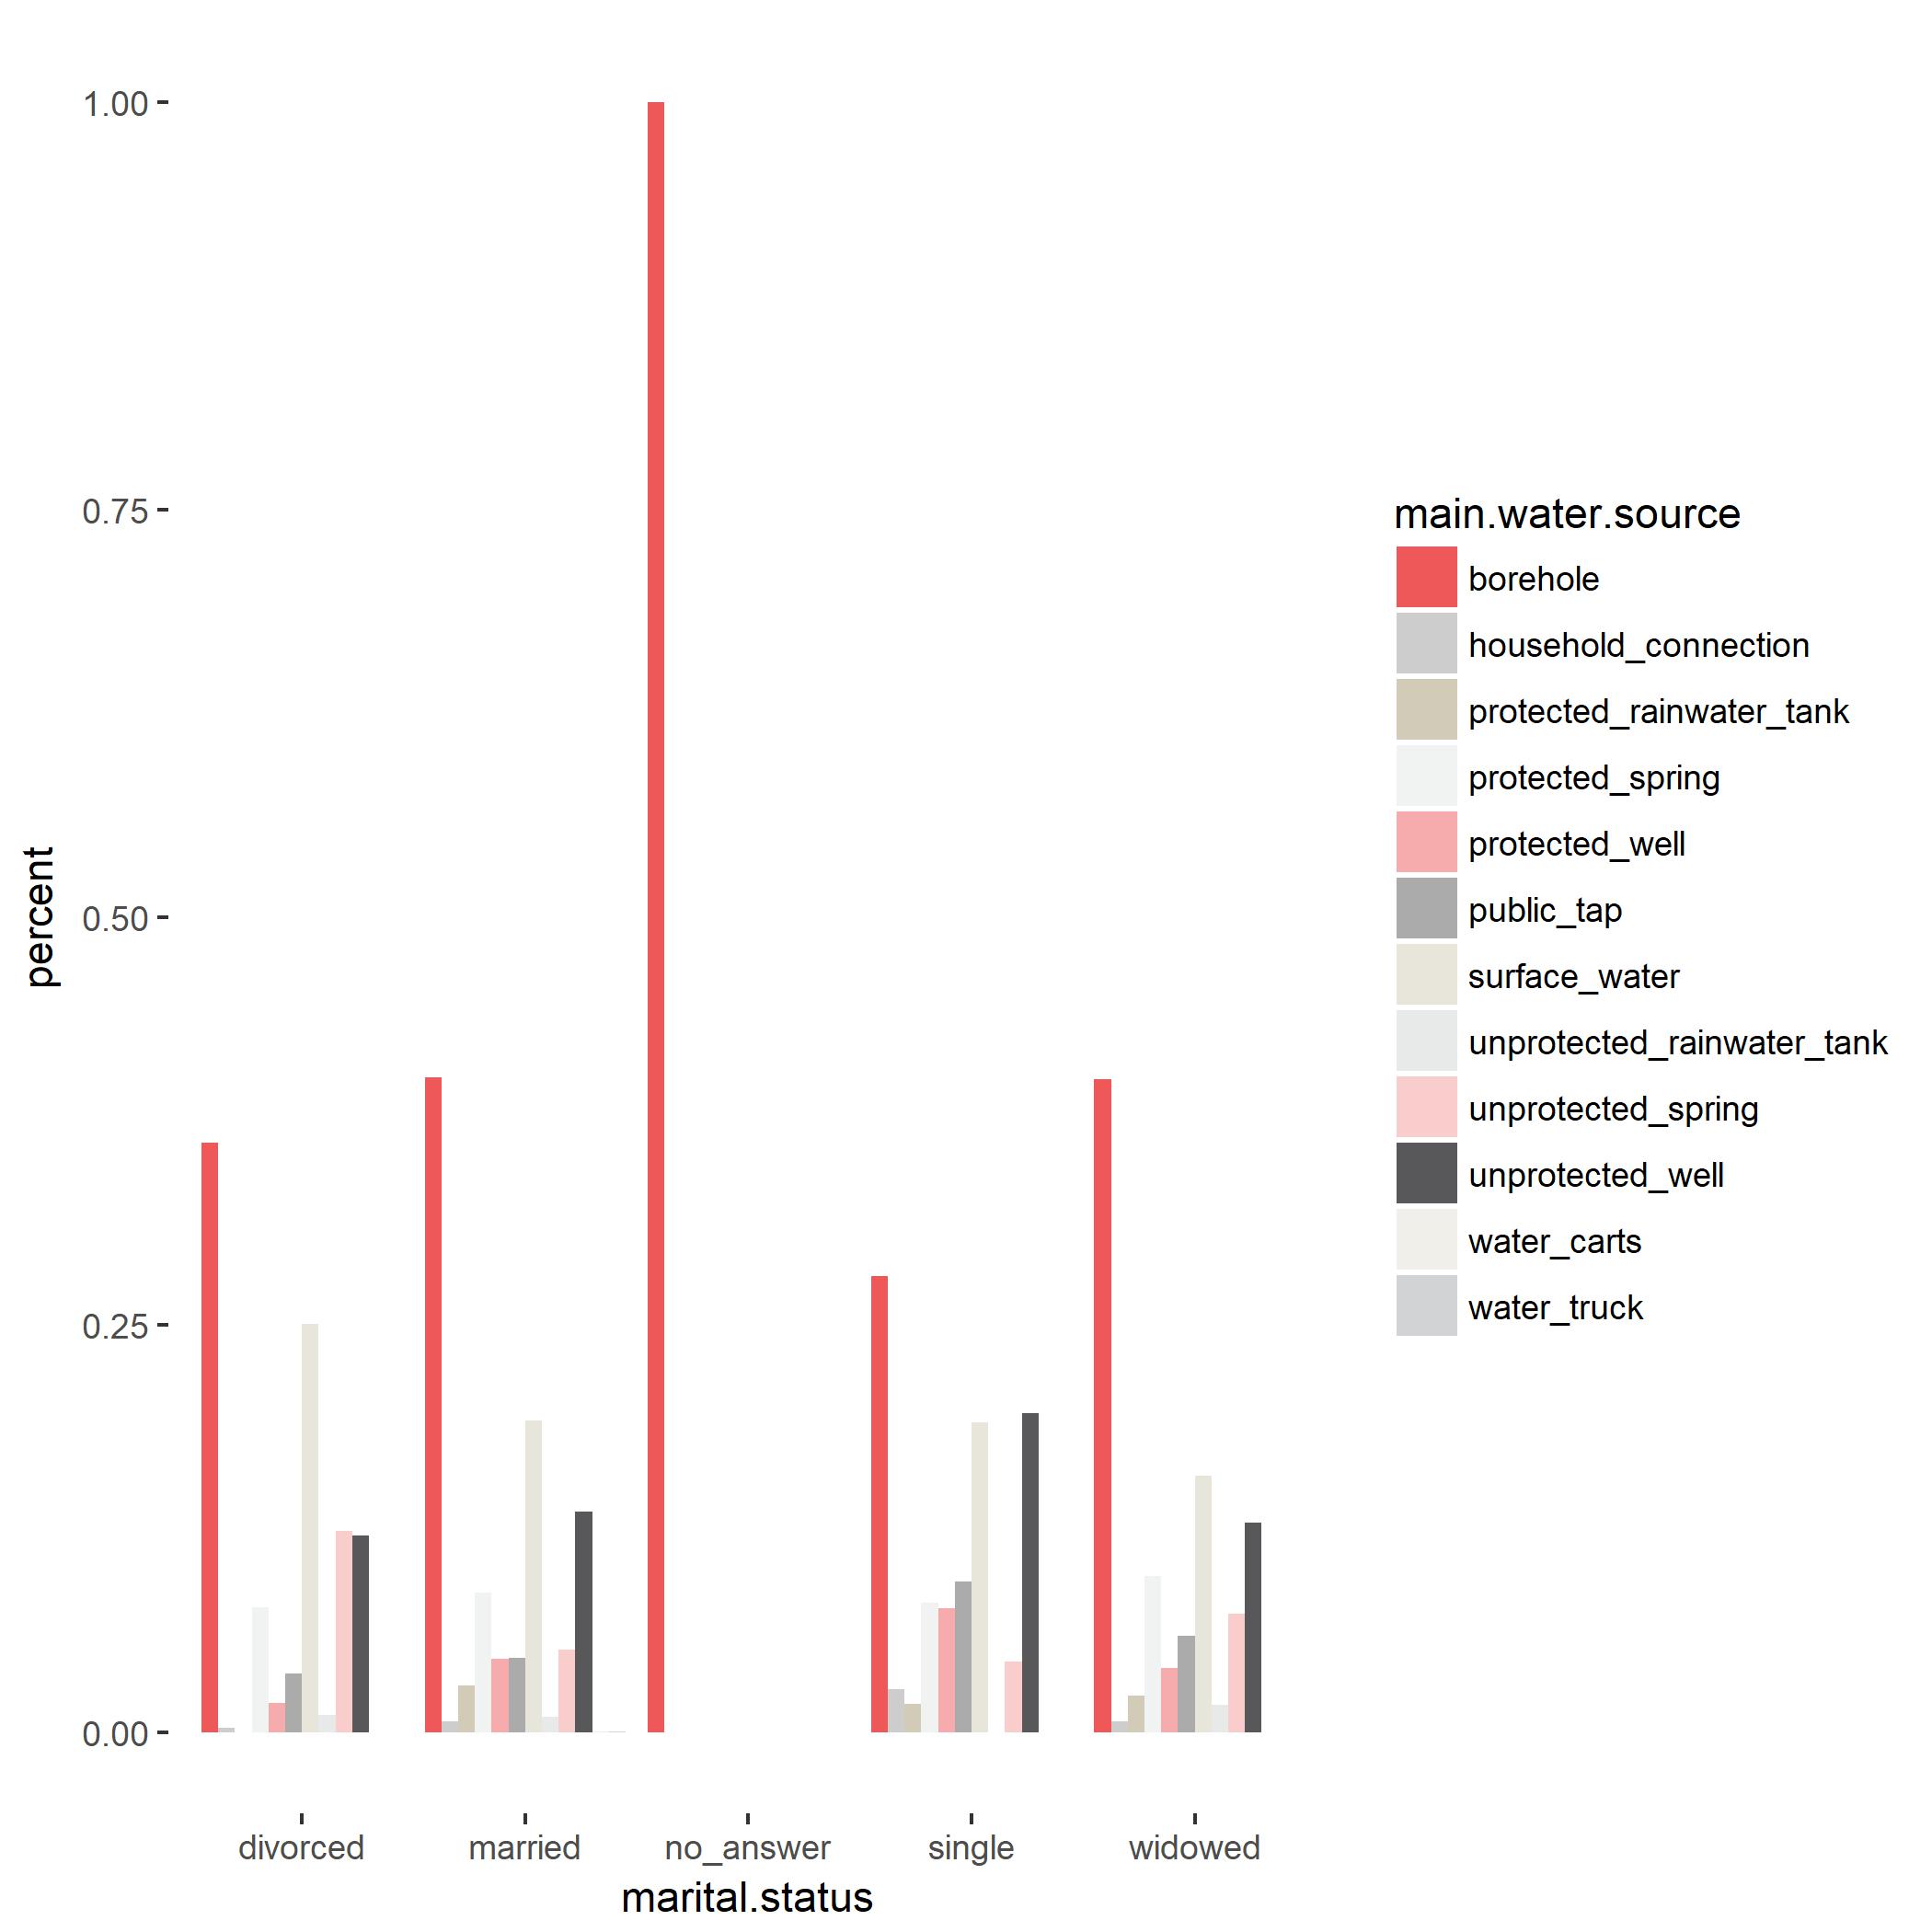 1.00
0.75
0.50
0.25
0.00
percent
divorced
married
no_answer
single
widowed
marital.status
main.water.source
borehole
household_connection
protected_rainwater_tank
protected_spring
protected_well
public_tap
surface_water
unprotected_rainwater_tank
unprotected_spring
unprotected_well
water_carts
water_truck